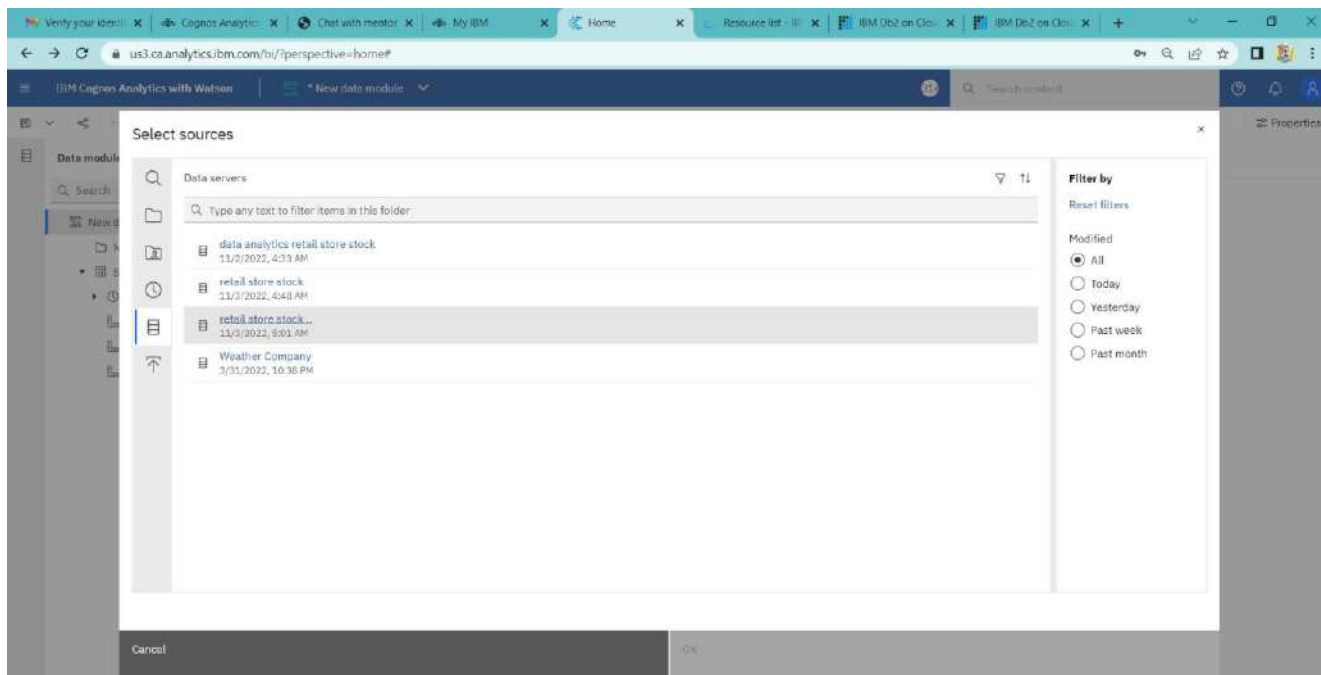 Verify your identi
Cognos Analytic
Chat with mentor
My IBM
Home
Resource list - IB
IBM Db2 on Clou
IBM Db2 on Clou
us3.ca.analytics.ibm.com/bi/?perspective=home#
IBM Cognos Analytics with Watson
* New data module
Search content
Properties
Data module
Search
New d
Select sources
Data servers
Type any text to filter items in this folder
data analytics retail store stock
11/2/2022, 4:33 AM
retail store stock
11/3/2022, 4:48 AM
retail store stock...
11/3/2022, 5:01 AM
Weather Company
3/31/2022, 10:38 PM
Filter by
Reset filters
Modified
All
Today
Yesterday
Past week
Past month
Cancel
OK